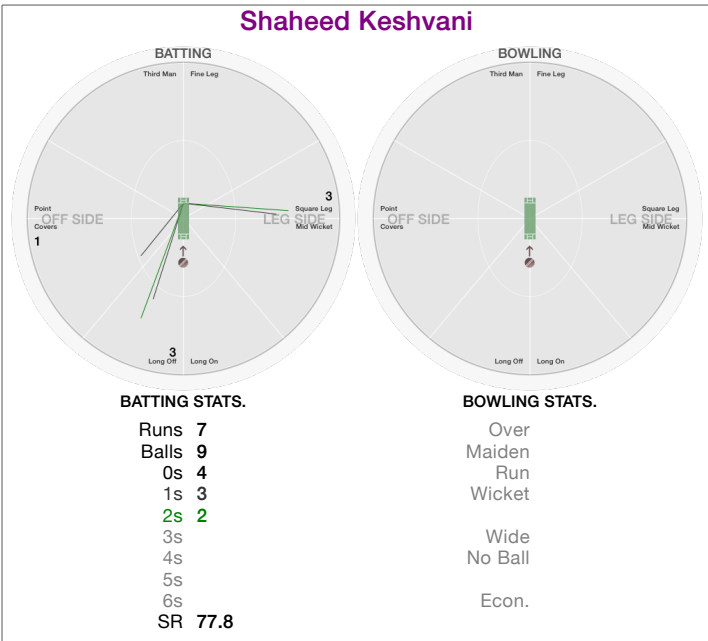 Shaheed Keshvani
BATTING
Third Man Fine Leg
3
Point
Square Leg
OFF SIDE
LEG SIDE
Covers
Mid Wicket
1
3
Long Off Long On
BOWLING
Third Man Fine Leg
Point
Square Leg
OFF SIDE
LEG SIDE
Covers
Mid Wicket
Long Off Long On
BATTING STATS.
Runs 7
Balls 9
0s 4
1s 3
2s 2
3s
4s
5s
6s
SR 77.8
BOWLING STATS.
Over
Maiden
Run
Wicket
Wide
No Ball
Econ.